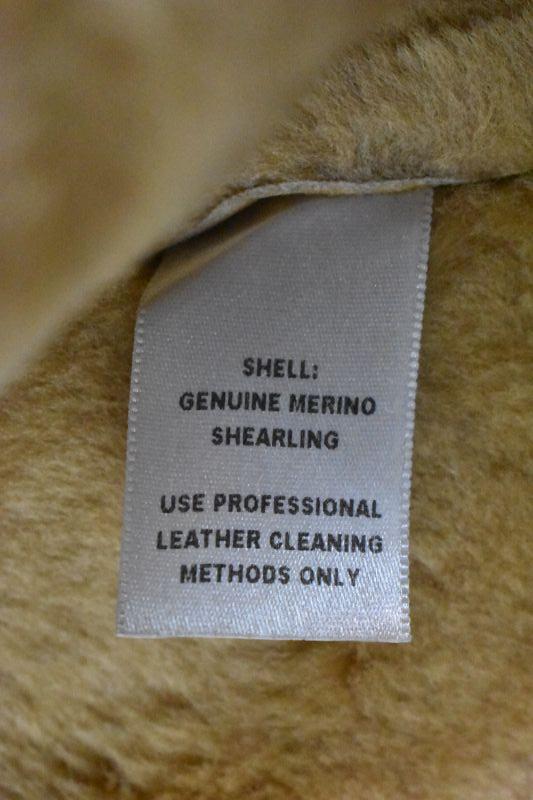 SHELL:
GENUINE MERINO
SHEARLING
USE PROFESSIONAL
LEATHER CLEANING
METHODS ONLY